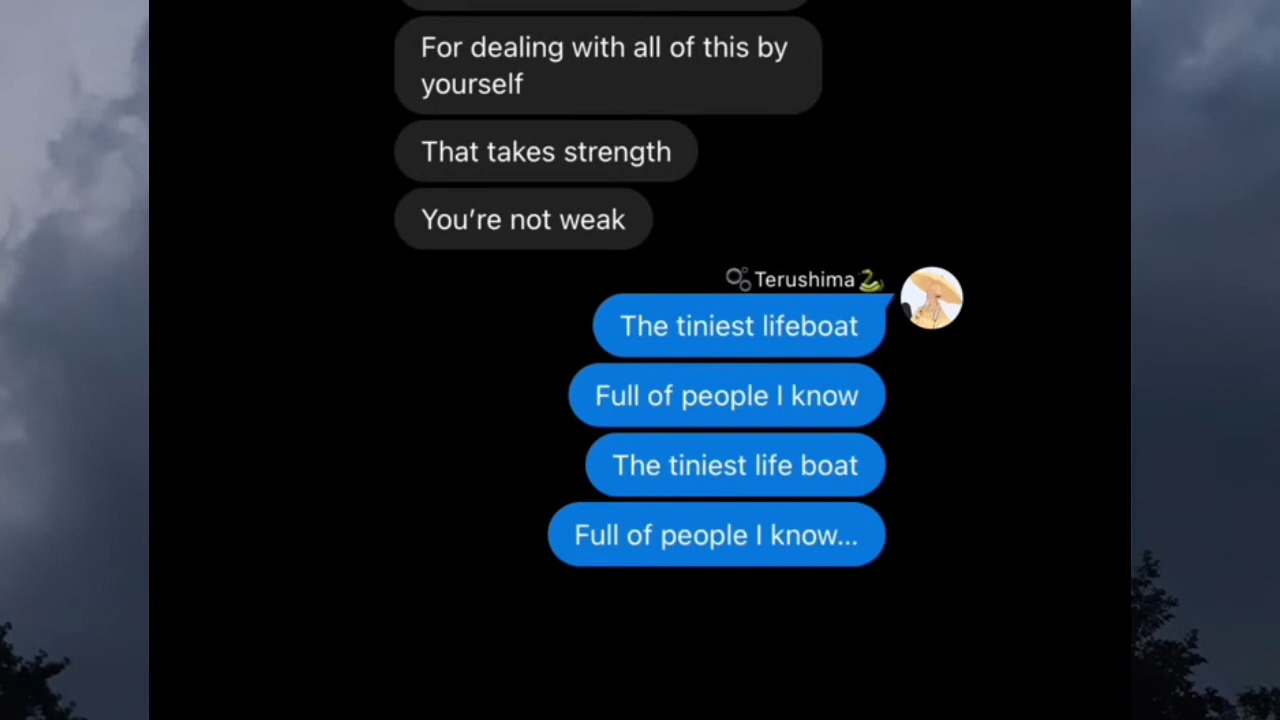 For dealing with all of this by
yourself
That takes strength
You're not weak
Terushima
The tiniest lifeboat
Full of people I know
The tiniest life boat
Full of people I know...